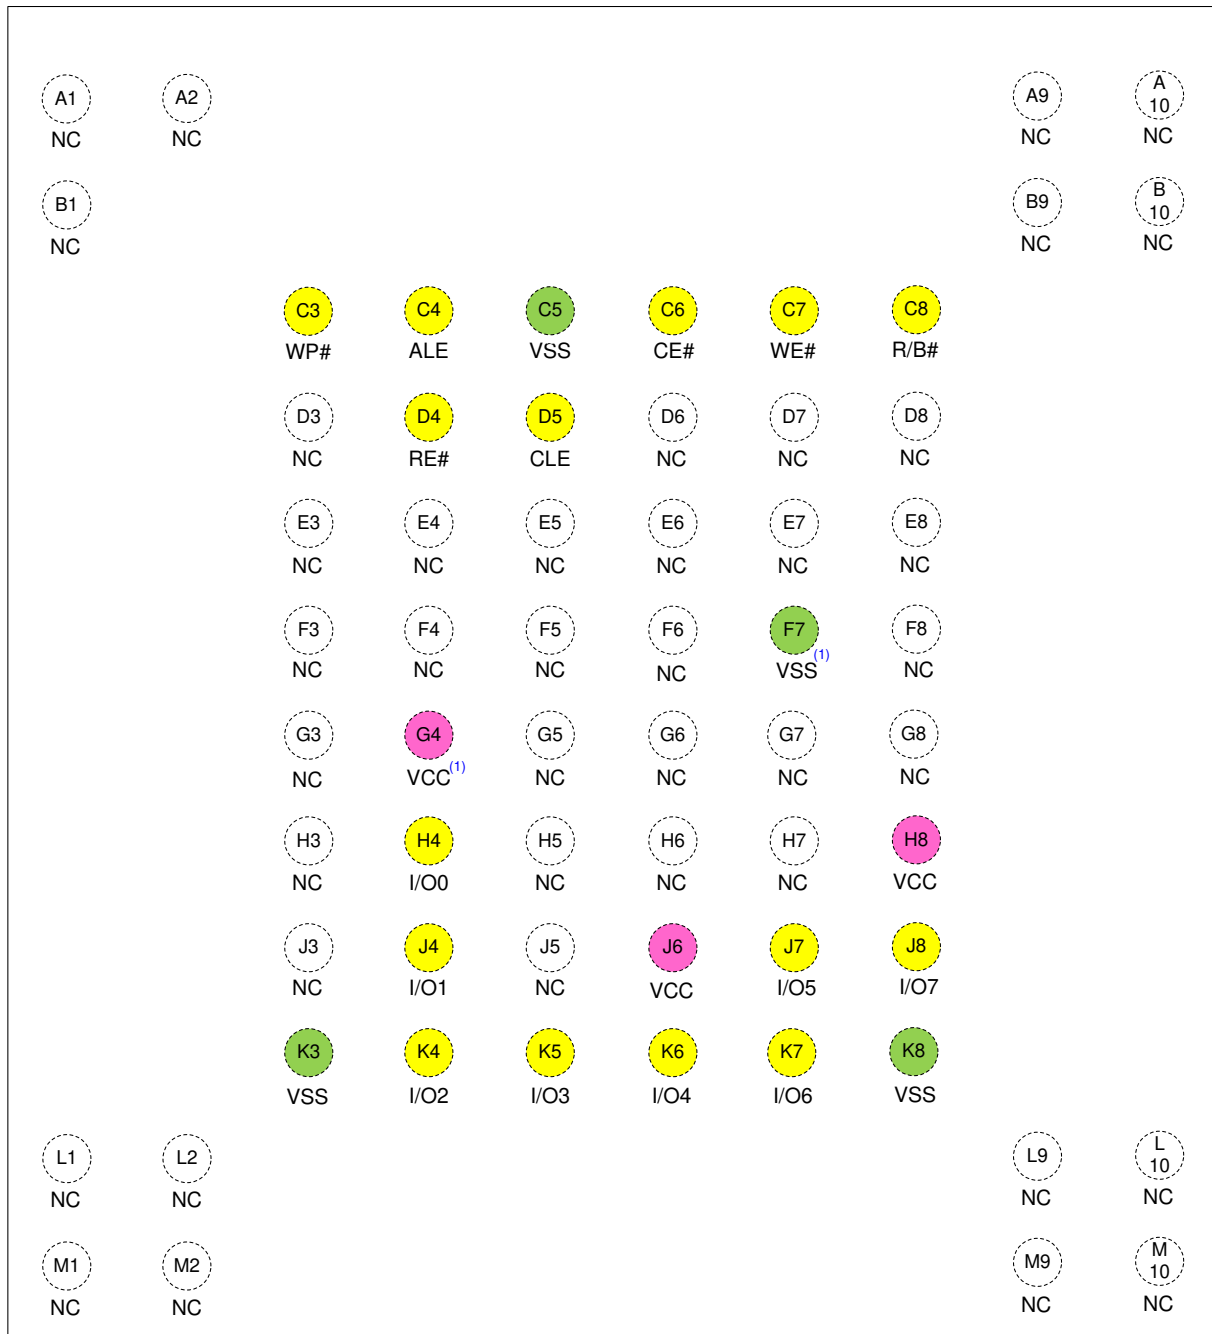 A1 A2 A9 A 10
NC NC NC NC
B1 B9 B 10
NC NC NC
C3 C4 C5 C6 C7 C8
WP# ALE VSS CE# WE# R/B#
D3 D4 D5 D6 D7 D8
NC RE# CLE NC NC NC
E3 E4 E5 E6 E7 E8
NC NC NC NC NC NC
F3 F4 F5 F6 F7 F8
NC NC NC NC VSS(1) NC
G3 G4 G5 G6 G7 G8
NC VCC(1) NC NC NC NC
H3 H4 H5 H6 H7 H8
NC I/O0 NC NC NC VCC
J3 J4 J5 J6 J7 J8
NC I/O1 NC VCC I/O5 I/O7
K3 K4 K5 K6 K7 K8
VSS I/O2 I/O3 I/O4 I/O6 VSS
L1 L2 L9 L 10
NC NC NC NC
M1 M2 M9 M 10
NC NC NC NC